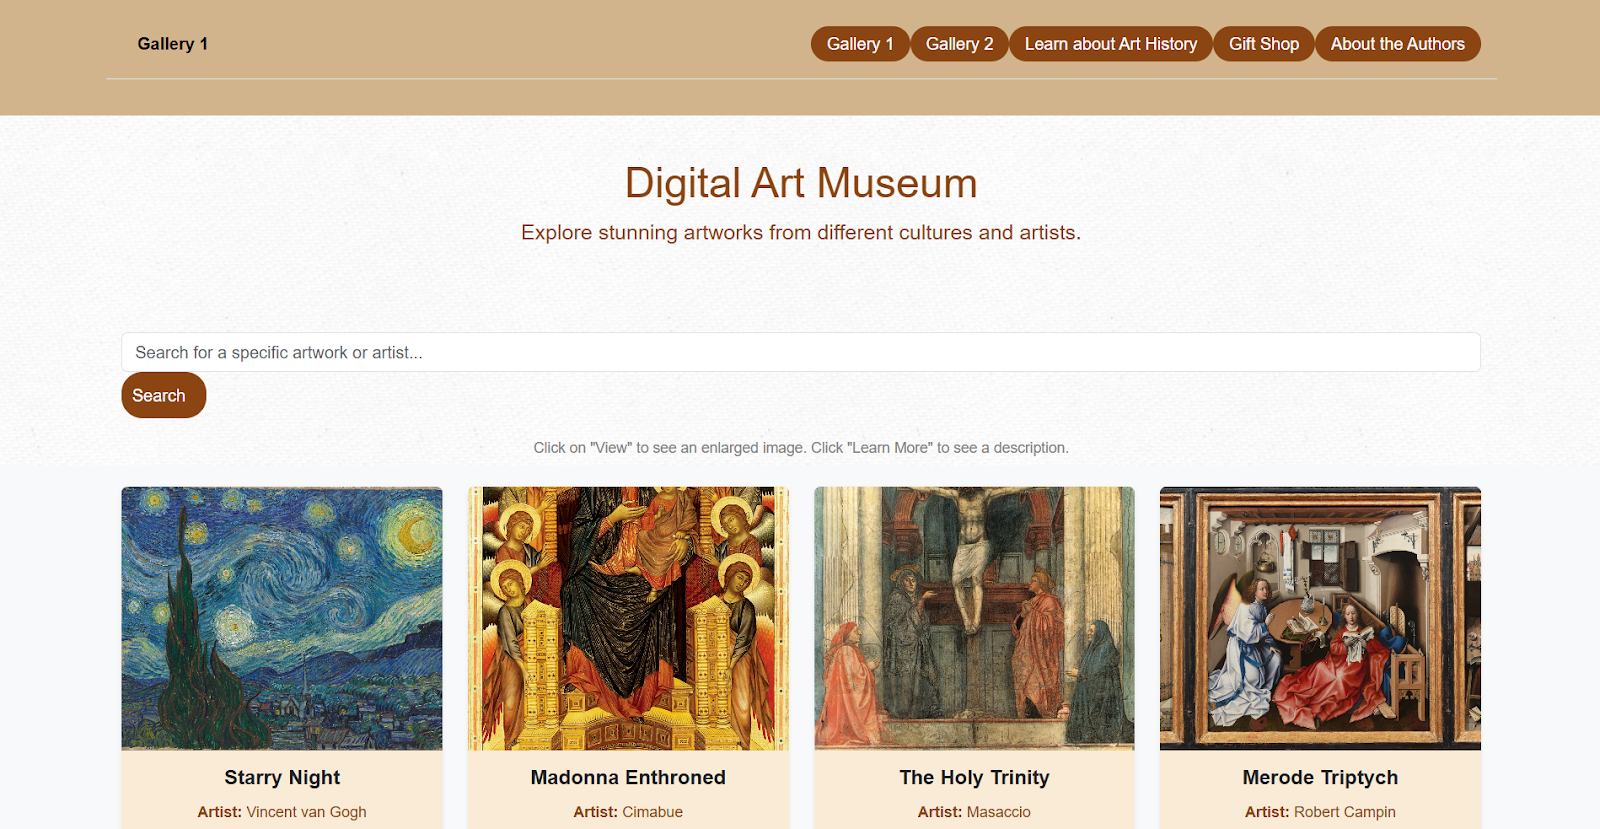 Gallery 1
Gallery 1 Gallery 2 Learn about Art History Gift Shop About the Authors
Digital Art Museum
Explore stunning artworks from different cultures and artists.
Search for a specific artwork or artist...
Search
Click on "View" to see an enlarged image. Click "Learn More" to see a description.
Starry Night
Artist: Vincent van Gogh
Madonna Enthroned
Artist: Cimabue
The Holy Trinity
Artist: Masaccio
Merode Triptych
Artist: Robert Campin